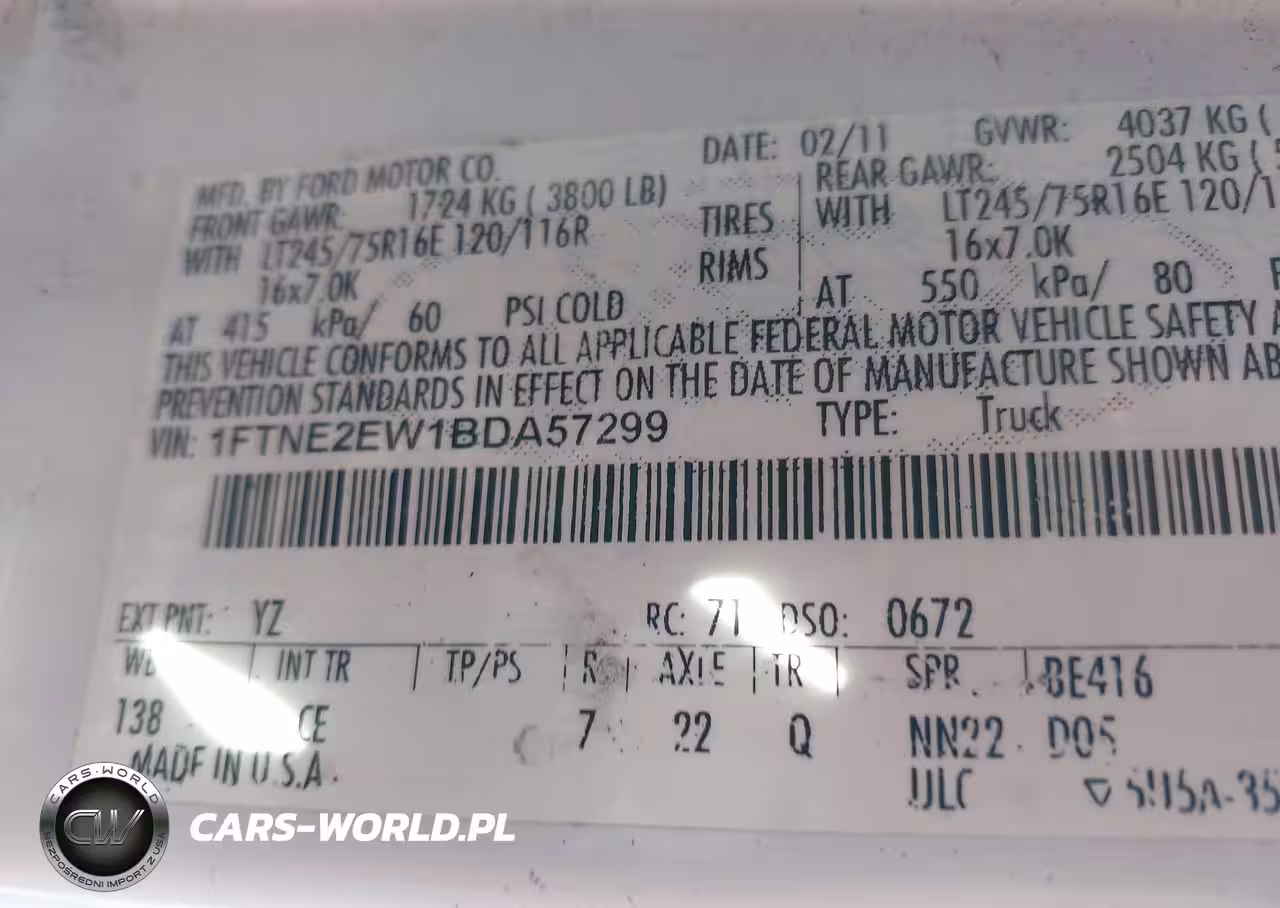 MFD. BY FORD MOTOR CO. DATE: 02/11 GVWR: 4037 KG (
FRONT GAWR: 1724 KG ( 3800 LB) REAR GAWR: 2504 KG (
WITH LT245/75R16E 120/116R TIRES WITH LT245/75R16E 120/1
16x7.0K RIMS 16x7.0K
AT 415 kPa/ 60 PSI COLD AT 550 kPa/ 80
THIS VEHICLE CONFORMS TO ALL APPLICABLE FEDERAL MOTOR VEHICLE SAFETY
PREVENTION STANDARDS IN EFFECT ON THE DATE OF MANUFACTURE SHOWN AB
VIN: 1FTNE2EW1BDA57299 TYPE: Truck
EXT PNT: YZ RC: 71 DSO: 0672
WB INT TR TP/PS R AXLE TR SPR BE416
138 CE 7 22 Q NN22 D05
MADE IN U.S.A. ULC
CARS-WORLD
CW
BEZPOŚREDNI IMPORT Z USA
CARS-WORLD.PL